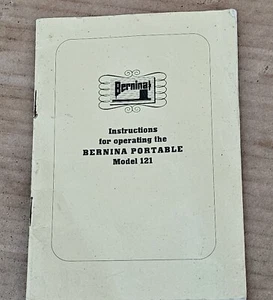 Bernina
Instructions
for operating the
BERNINA PORTABLE
Model 121